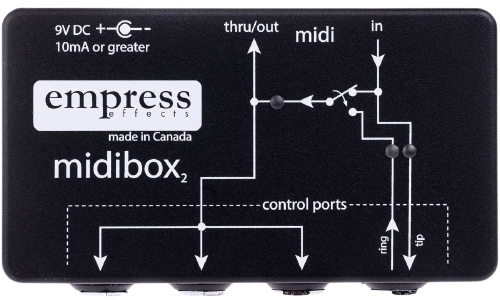 9V DC + -
10mA or greater
thru/out
midi
in
empress
effects
made in Canada
midibox2
control ports
ring
tip